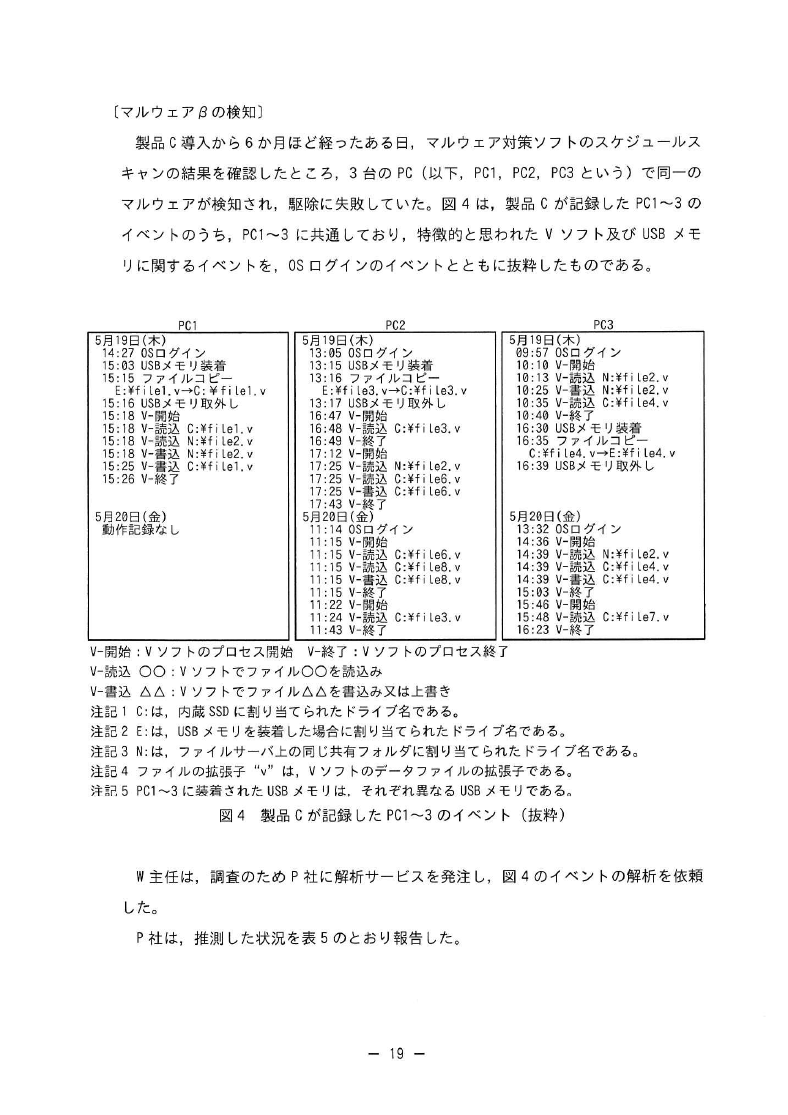 〔マルウェアβの検知〕
製品C導入から6か月ほど経ったある日，マルウェア対策ソフトのスケジュールス
キャンの結果を確認したところ，3台のPC（以下，PC1，PC2，PC3という）で同一の
マルウェアが検知され，駆除に失敗していた。図4は，製品Cが記録したPC1～3の
イベントのうち，PC1～3に共通しており，特徴的と思われたVソフト及びUSBメモ
リに関するイベントを，OSログインのイベントとともに抜粋したものである。
PC1
5月19日(木)
14:27 OSログイン
15:03 USBメモリ装着
15:15 ファイルコピー
E:¥file1.v→C:¥file1.v
15:16 USBメモリ取外し
15:18 V-開始
15:18 V-読込 C:¥file1.v
15:18 V-読込 N:¥file2.v
15:18 V-書込 N:¥file2.v
15:25 V-書込 C:¥file1.v
15:26 V-終了
5月20日(金)
動作記録なし
PC2
5月19日(木)
13:05 OSログイン
13:15 USBメモリ装着
13:16 ファイルコピー
E:¥file3.v→C:¥file3.v
13:17 USBメモリ取外し
16:47 V-開始
16:48 V-読込 C:¥file3.v
16:49 V-終了
17:12 V-開始
17:25 V-読込 N:¥file2.v
17:25 V-読込 C:¥file6.v
17:25 V-書込 C:¥file6.v
17:43 V-終了
5月20日(金)
11:14 OSログイン
11:15 V-開始
11:15 V-読込 C:¥file6.v
11:15 V-読込 C:¥file8.v
11:15 V-書込 C:¥file8.v
11:15 V-終了
11:22 V-開始
11:24 V-読込 C:¥file3.v
11:43 V-終了
PC3
5月19日(木)
09:57 OSログイン
10:10 V-開始
10:13 V-読込 N:¥file2.v
10:25 V-書込 N:¥file2.v
10:35 V-読込 C:¥file4.v
10:40 V-終了
16:30 USBメモリ装着
16:35 ファイルコピー
C:¥file4.v→E:¥file4.v
16:39 USBメモリ取外し
5月20日(金)
13:32 OSログイン
14:36 V-開始
14:39 V-読込 N:¥file2.v
14:39 V-読込 C:¥file4.v
14:39 V-書込 C:¥file4.v
15:03 V-終了
15:46 V-開始
15:48 V-読込 C:¥file7.v
16:23 V-終了
V-開始：Vソフトのプロセス開始　V-終了：Vソフトのプロセス終了
V-読込 〇〇：Vソフトでファイル〇〇を読込み
V-書込 △△：Vソフトでファイル△△を書込み又は上書き
注記1 C:は，内蔵SSDに割り当てられたドライブ名である。
注記2 E:は，USBメモリを装着した場合に割り当てられたドライブ名である。
注記3 N:は，ファイルサーバ上の同じ共有フォルダに割り当てられたドライブ名である。
注記4 ファイルの拡張子“v”は，Vソフトのデータファイルの拡張子である。
注記5 PC1～3に装着されたUSBメモリは，それぞれ異なるUSBメモリである。
図4　製品Cが記録したPC1～3のイベント（抜粋）
W主任は，調査のためP社に解析サービスを発注し，図4のイベントの解析を依頼
した。
P社は，推測した状況を表5のとおり報告した。
— 19 —